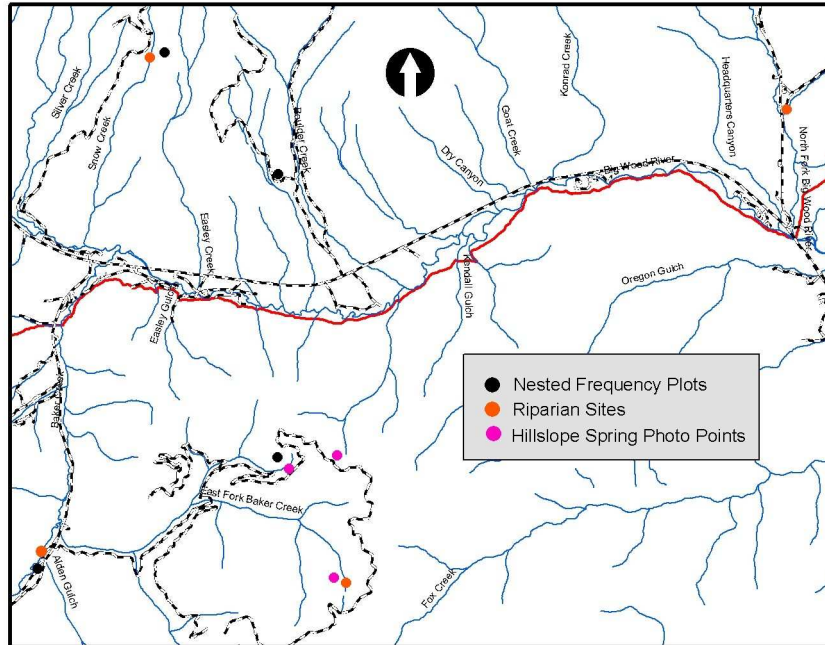 Silver Creek
Snow Creek
Boulder Creek
Easley Creek
Easley Gulch
Dry Canyon
Goat Creek
Konrad Creek
Headquarters Canyon
North Fork Big Wood River
Big Wood River
Kendall Gulch
Oregon Gulch
Baker Creek
East Fork Baker Creek
Alden Gulch
Fox Creek
Nested Frequency Plots
Riparian Sites
Hillslope Spring Photo Points